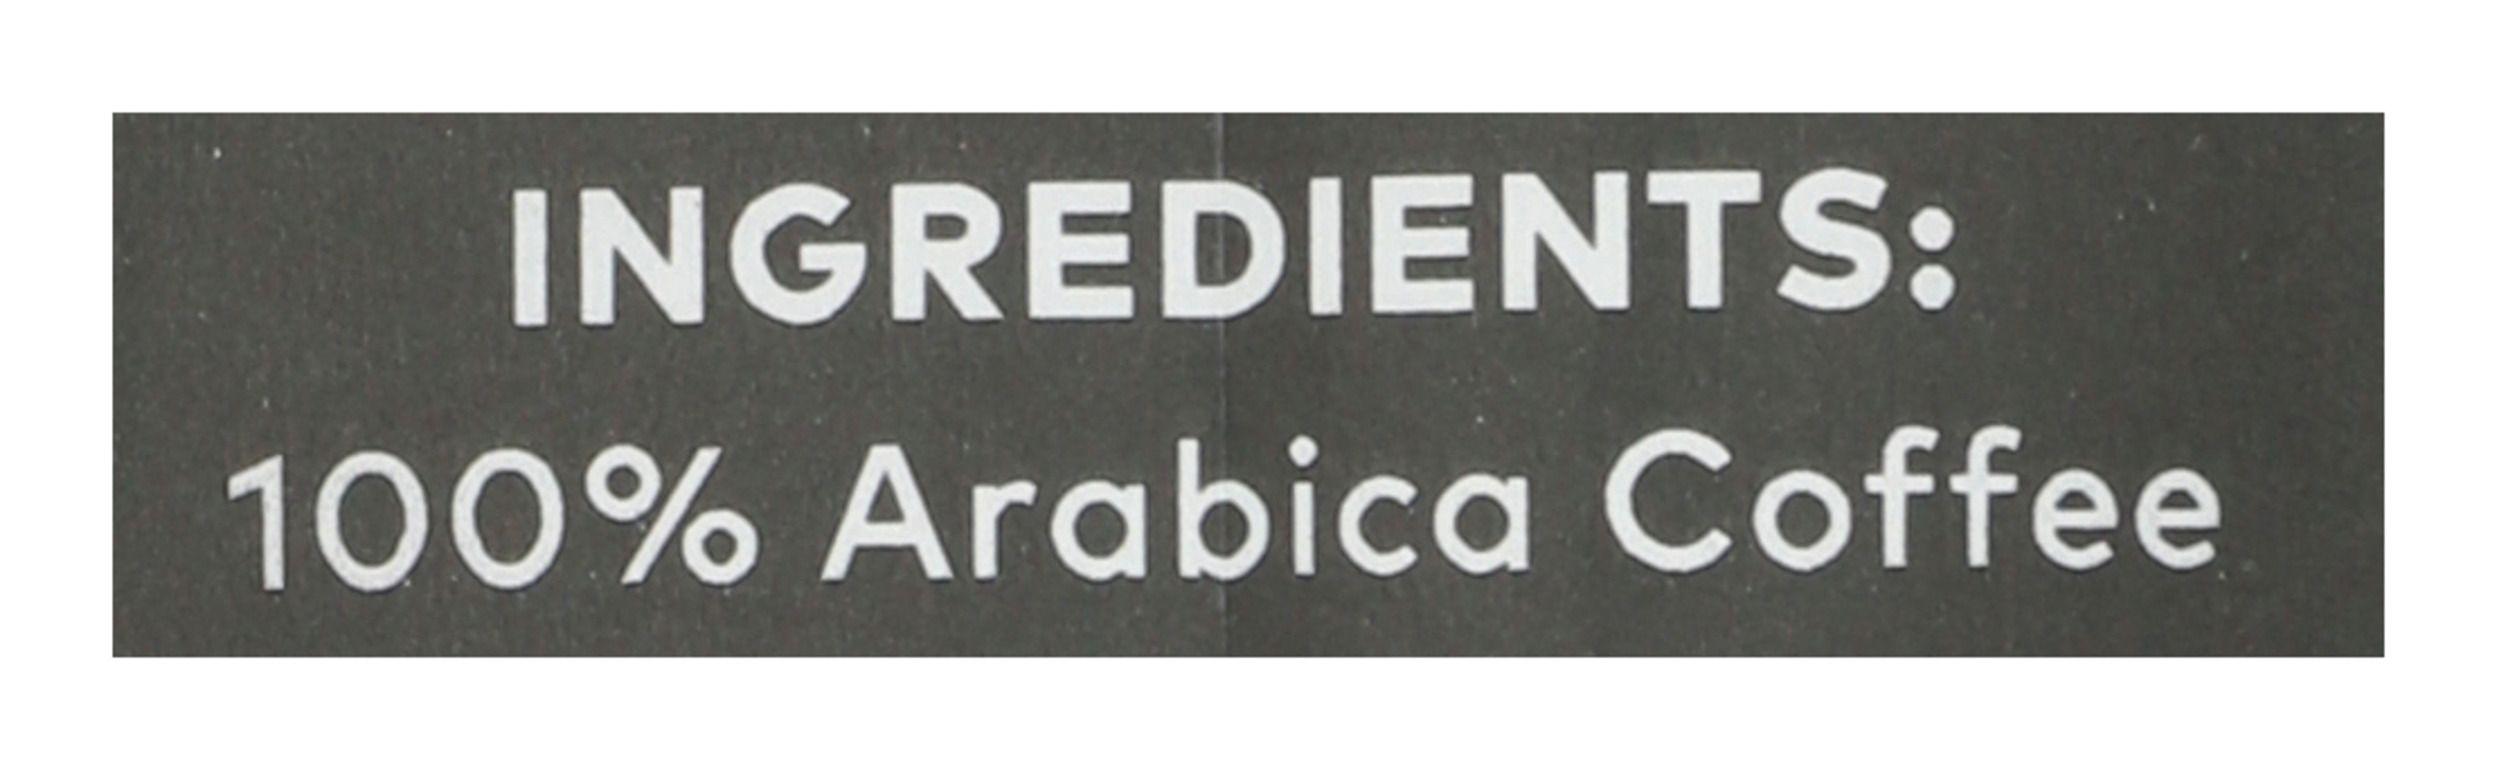 INGREDIENTS:
100% Arabica Coffee